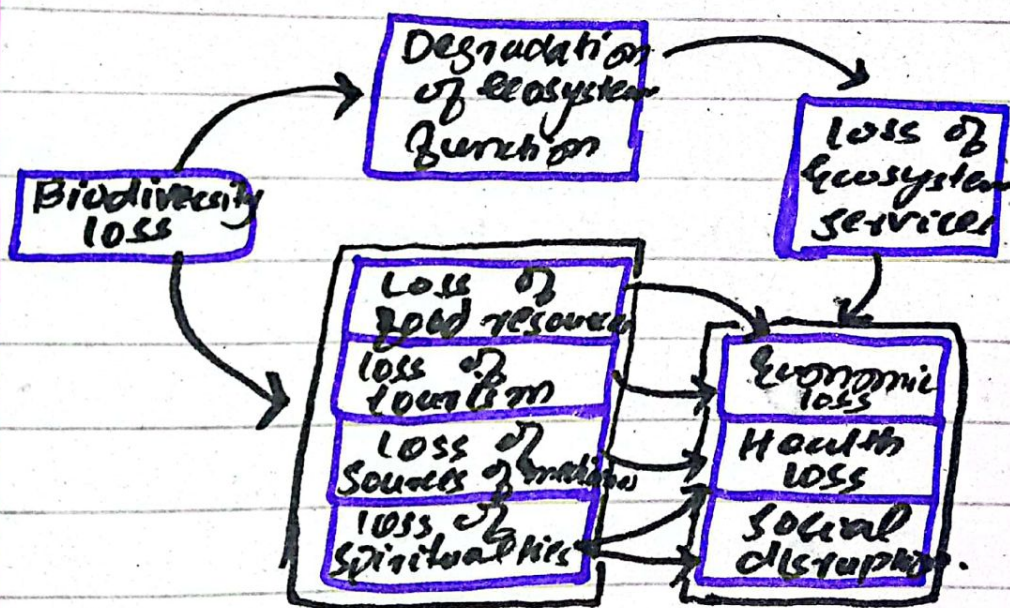 Degradation
of ecosystem
function
loss of
Ecosystem
services
Biodiversity
loss
Loss of
food resources
loss of
tourism
Loss of
Sources of medicine
loss of
spiritual ties
Economic
loss
Health
loss
Social
disruption.